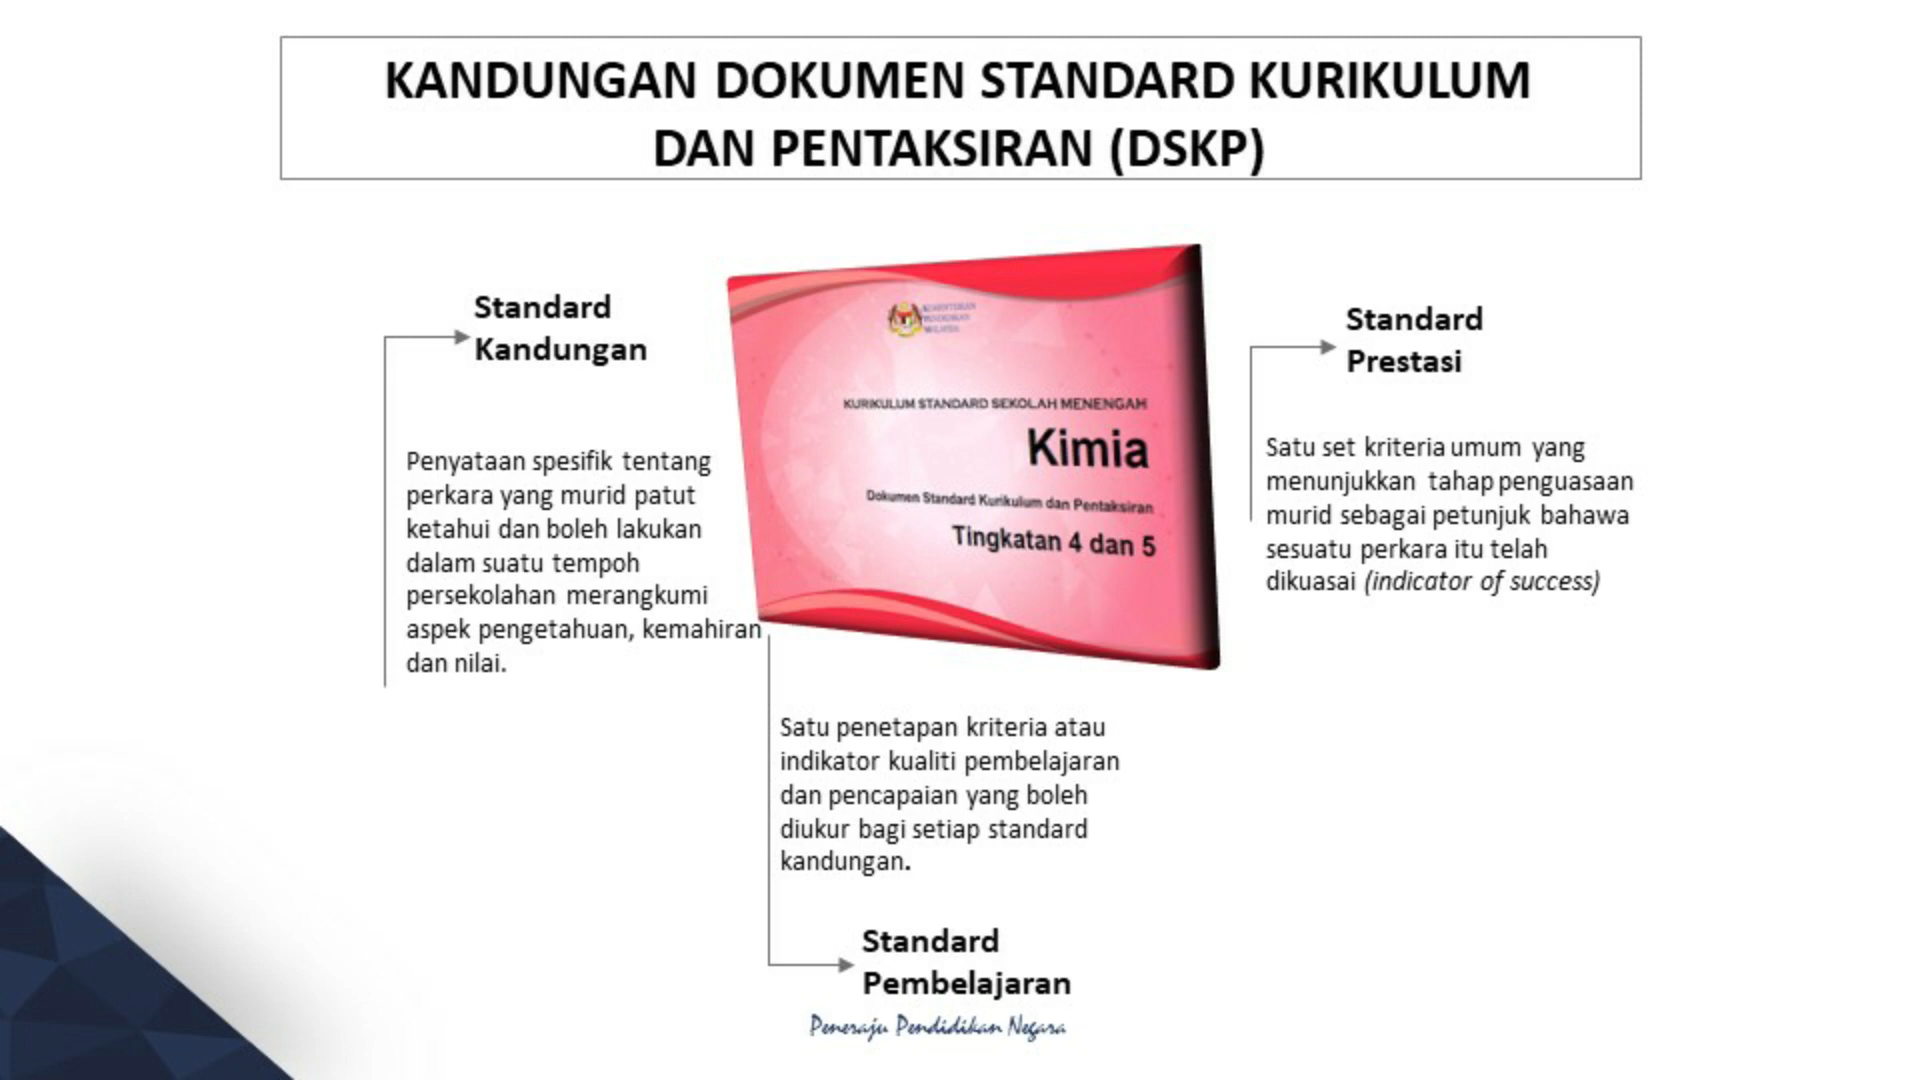 KANDUNGAN DOKUMEN STANDARD KURIKULUM
DAN PENTAKSIRAN (DSKP)
Standard
Kandungan
Penyataan spesifik tentang
perkara yang murid patut
ketahui dan boleh lakukan
dalam suatu tempoh
persekolahan merangkumi
aspek pengetahuan, kemahiran
dan nilai.
KEMENTERIAN
PENDIDIKAN
MALAYSIA
KURIKULUM STANDARD SEKOLAH MENENGAH
Kimia
Dokumen Standard Kurikulum dan Pentaksiran
Tingkatan 4 dan 5
Standard
Prestasi
Satu set kriteria umum yang
menunjukkan tahap penguasaan
murid sebagai petunjuk bahawa
sesuatu perkara itu telah
dikuasai (indicator of success)
Satu penetapan kriteria atau
indikator kualiti pembelajaran
dan pencapaian yang boleh
diukur bagi setiap standard
kandungan.
Standard
Pembelajaran
Peneraju Pendidikan Negara